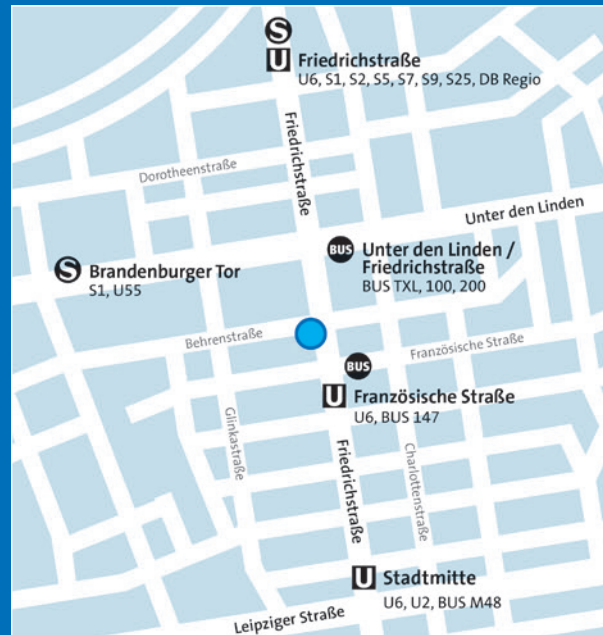 S
U Friedrichstraße
U6, S1, S2, S5, S7, S9, S25, DB Regio
Friedrichstraße
Dorotheenstraße
Unter den Linden
BUS Unter den Linden /
Friedrichstraße
BUS TXL, 100, 200
S Brandenburger Tor
S1, U55
Behrenstraße
Französische Straße
BUS
U Französische Straße
U6, BUS 147
Glinkastraße
Friedrichstraße
Charlottenstraße
U Stadtmitte
U6, U2, BUS M48
Leipziger Straße